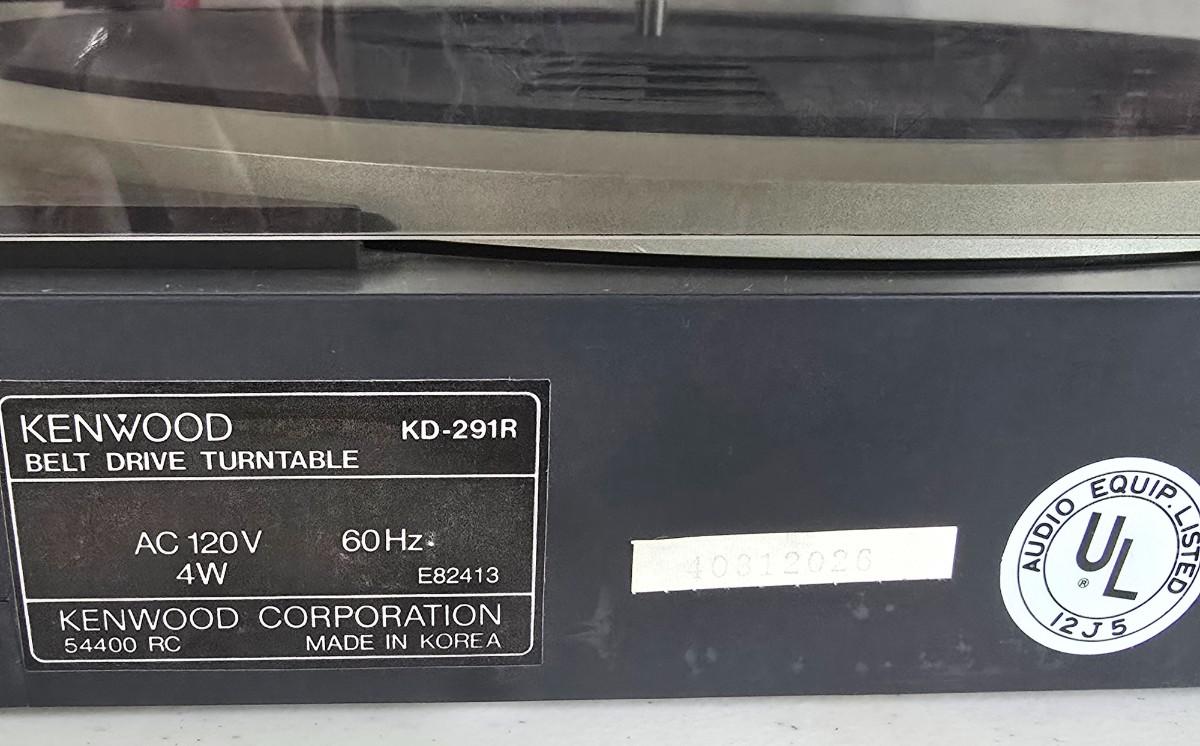 KENWOOD KD-291R
BELT DRIVE TURNTABLE
AC 120V 60Hz
4W E82413
KENWOOD CORPORATION
54400 RC MADE IN KOREA
40312026
AUDIO EQUIP. LISTED
UL
®
12J5